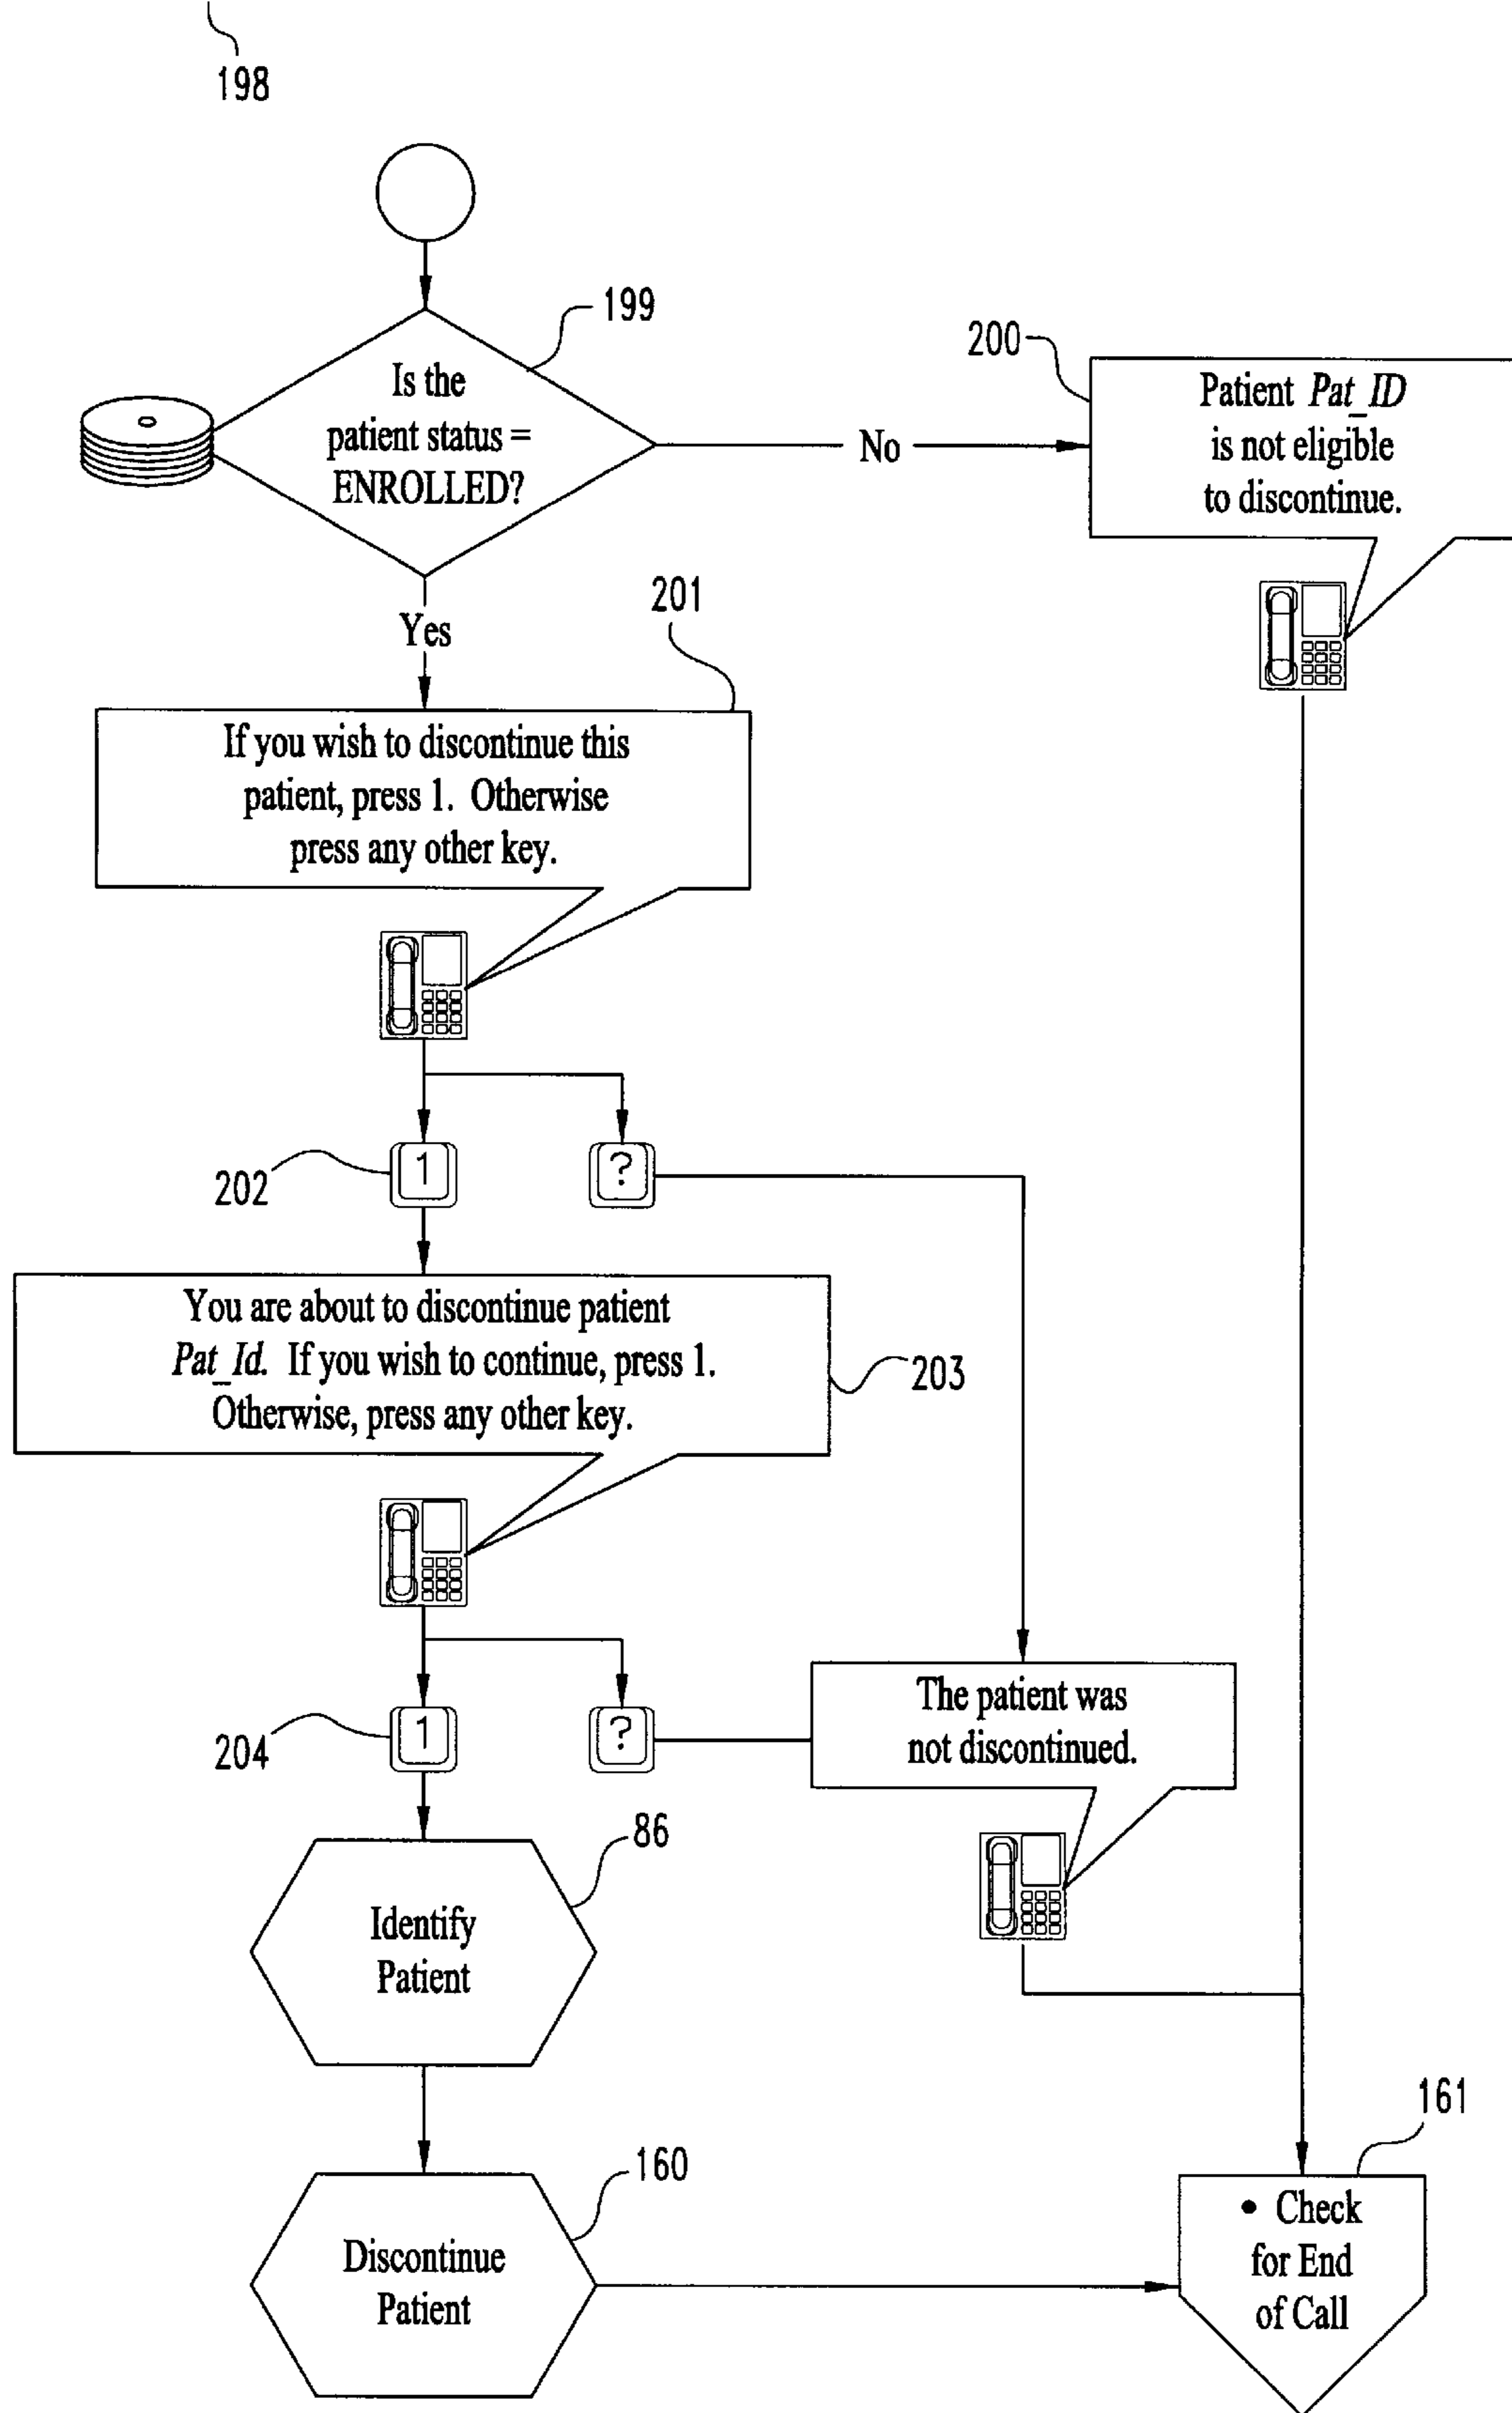 198
199
Is the
patient status =
ENROLLED?
No
200
Patient Pat_ID
is not eligible
to discontinue.
Yes
201
If you wish to discontinue this
patient, press 1. Otherwise
press any other key.
202
1
?
You are about to discontinue patient
Pat_Id. If you wish to continue, press 1.
Otherwise, press any other key.
203
204
1
?
The patient was
not discontinued.
86
Identify
Patient
160
Discontinue
Patient
161
• Check
for End
of Call